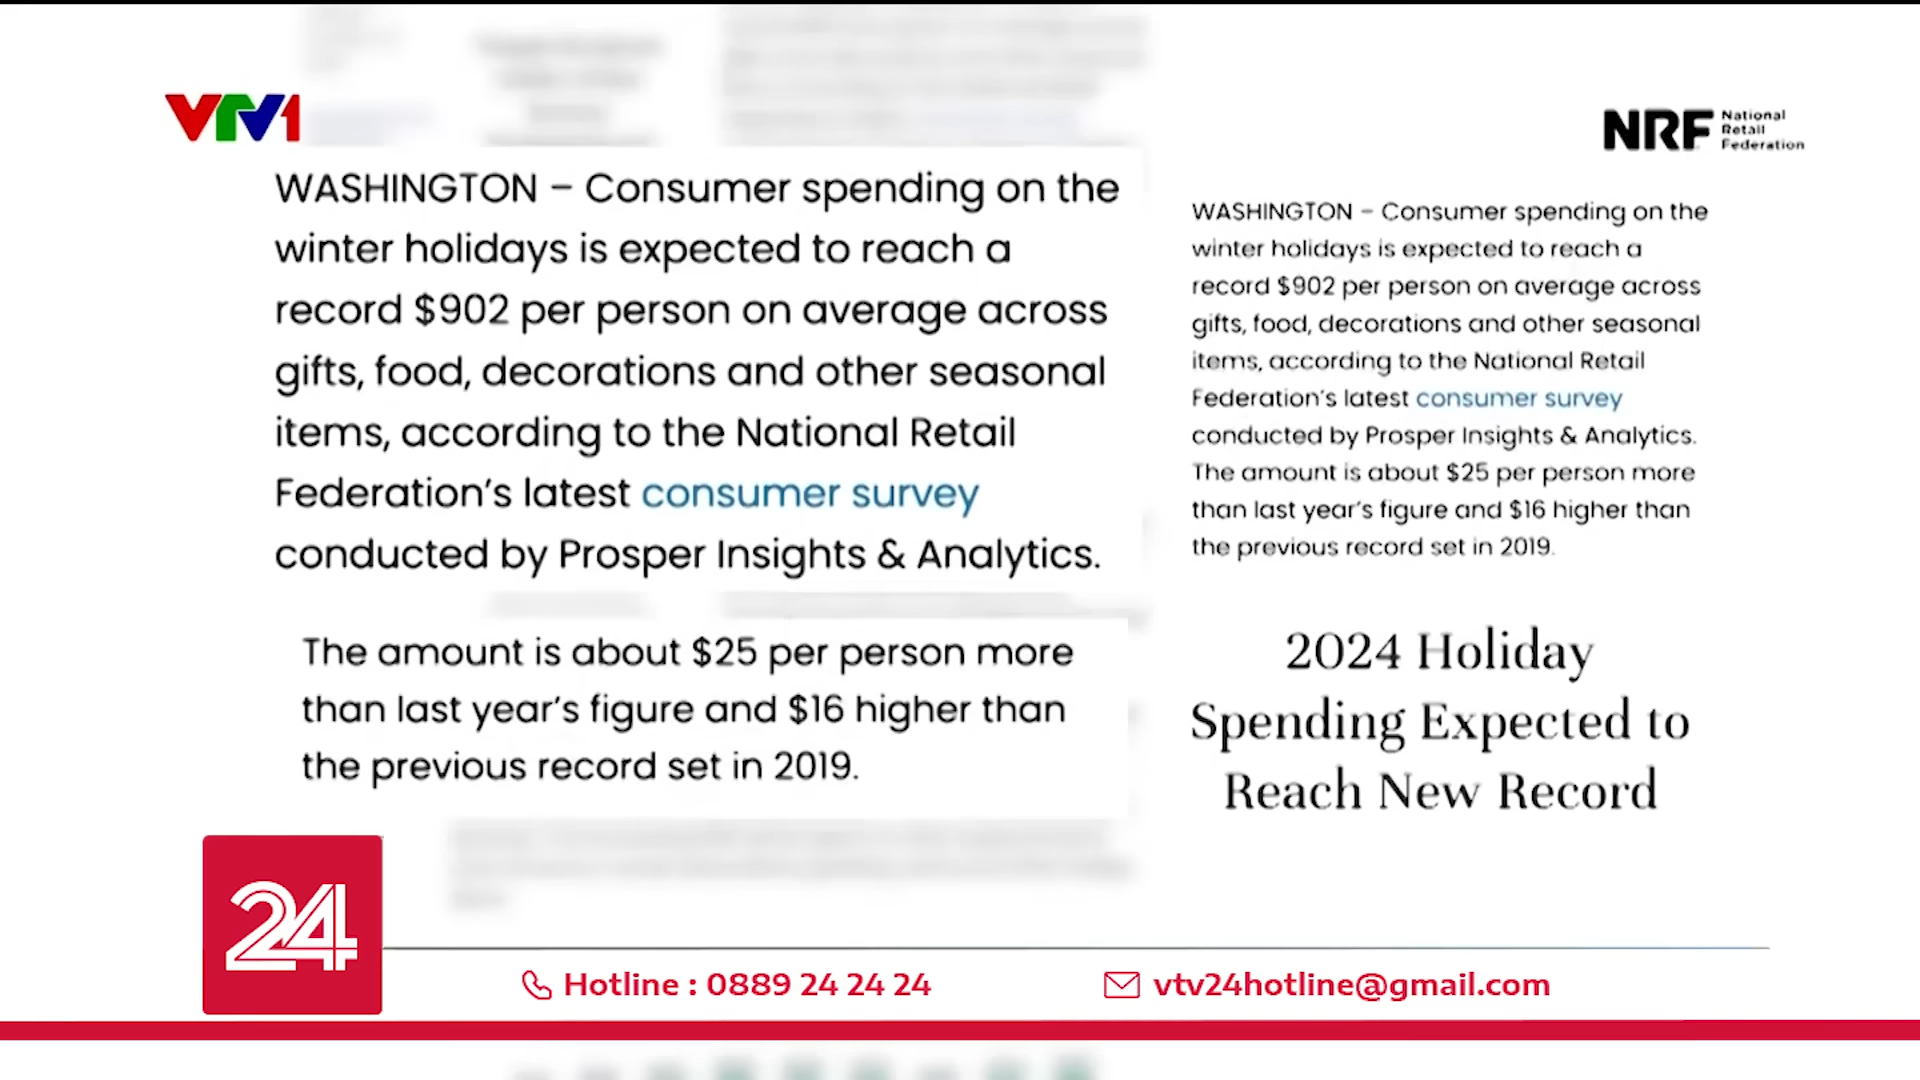 VTV1
WASHINGTON – Consumer spending on the
winter holidays is expected to reach a
record $902 per person on average across
gifts, food, decorations and other seasonal
items, according to the National Retail
Federation's latest consumer survey
conducted by Prosper Insights & Analytics.
The amount is about $25 per person more
than last year's figure and $16 higher than
the previous record set in 2019.
NRF
National
Retail
Federation
WASHINGTON – Consumer spending on the
winter holidays is expected to reach a
record $902 per person on average across
gifts, food, decorations and other seasonal
items, according to the National Retail
Federation's latest consumer survey
conducted by Prosper Insights & Analytics.
The amount is about $25 per person more
than last year's figure and $16 higher than
the previous record set in 2019.
2024 Holiday
Spending Expected to
Reach New Record
24
Hotline : 0889 24 24 24
vtv24hotline@gmail.com